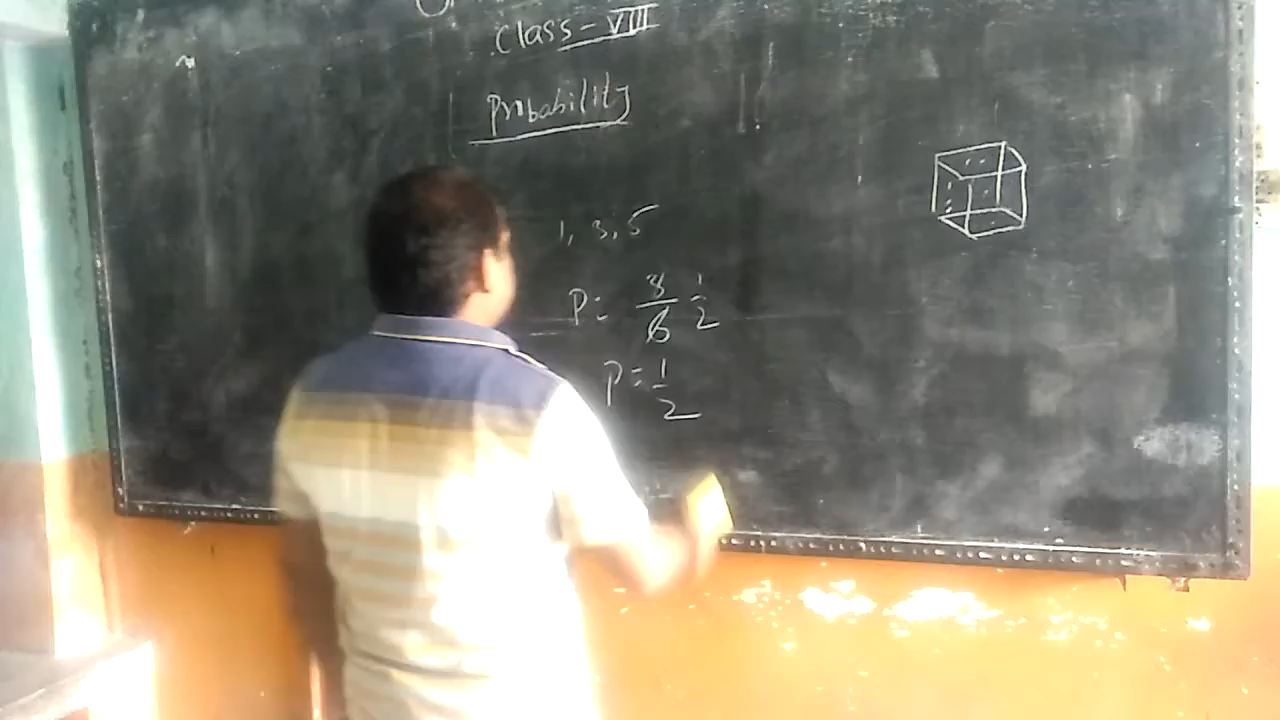 Class - VIII
Probability
1, 3, 5
P = 3/6 = 1/2
P = 1/2